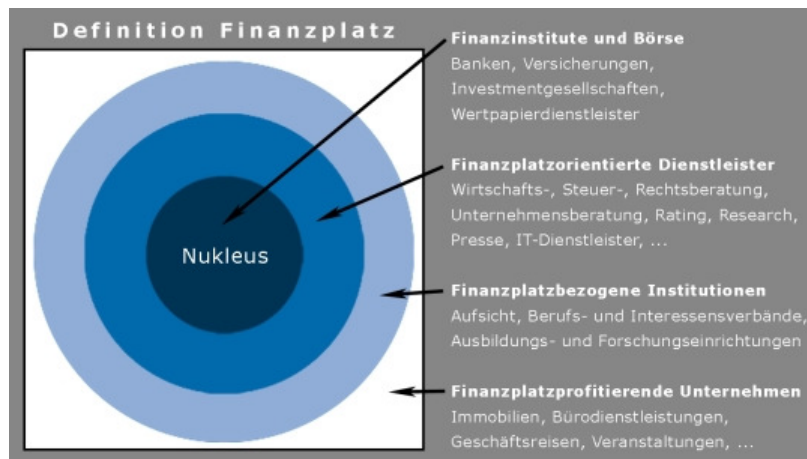 Definition Finanzplatz
Nukleus
Finanzinstitute und Börse
Banken, Versicherungen,
Investmentgesellschaften,
Wertpapierdienstleister
Finanzplatzorientierte Dienstleister
Wirtschafts-, Steuer-, Rechtsberatung,
Unternehmensberatung, Rating, Research,
Presse, IT-Dienstleister, ...
Finanzplatzbezogene Institutionen
Aufsicht, Berufs- und Interessensverbände,
Ausbildungs- und Forschungseinrichtungen
Finanzplatzprofitierende Unternehmen
Immobilien, Bürodienstleistungen,
Geschäftsreisen, Veranstaltungen, ...